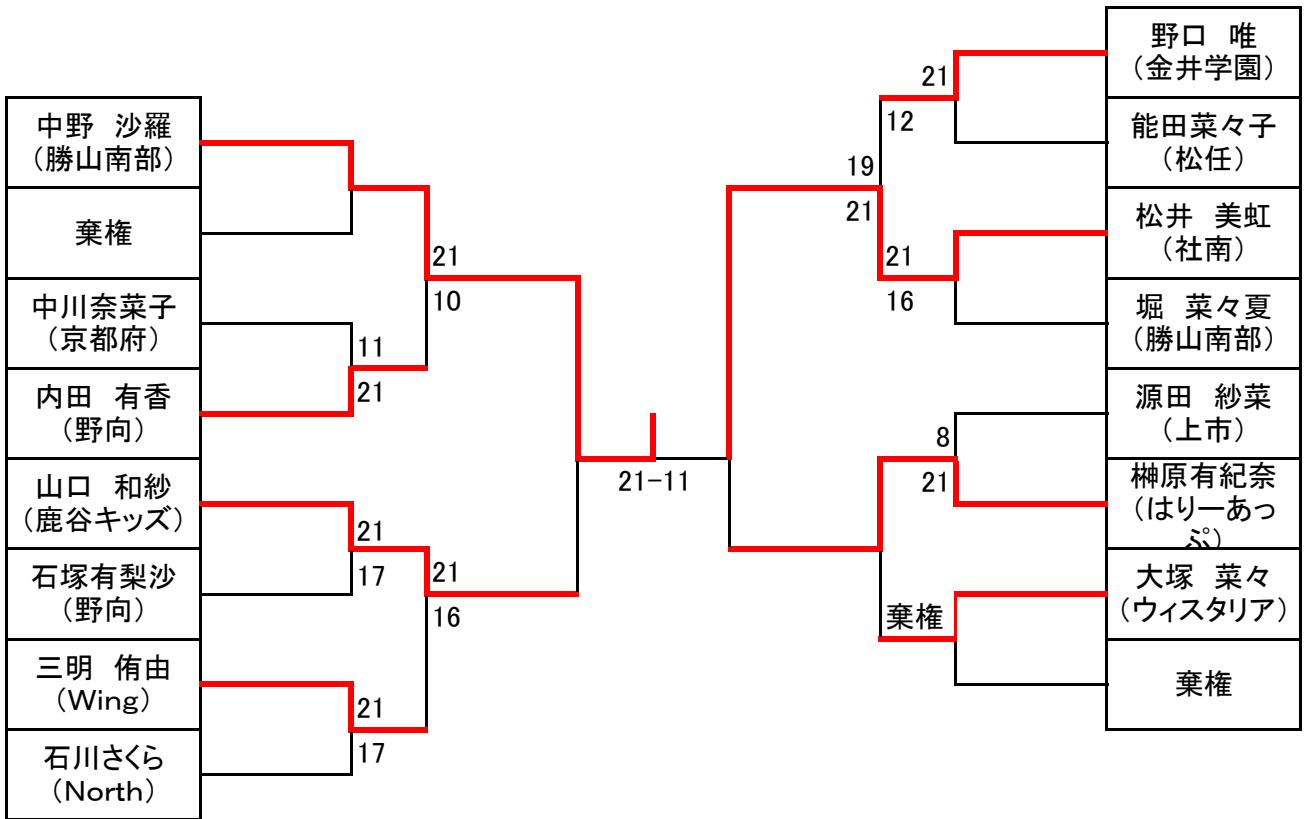 中野 沙羅
(勝山南部)
棄権
中川奈菜子
(京都府)
内田 有香
(野向)
山口 和紗
(鹿谷キッズ)
石塚有梨沙
(野向)
三明 侑由
(Wing)
石川さくら
(North)
21
10
11
21
21
17
21
16
21
17
21-11
21
12
19
21
21
16
8
21
棄権
野口 唯
(金井学園)
能田菜々子
(松任)
松井 美虹
(社南)
堀 菜々夏
(勝山南部)
源田 紗菜
(上市)
榊原有紀奈
(はりーあっ
ぷ)
大塚 菜々
(ウィスタリア)
棄権